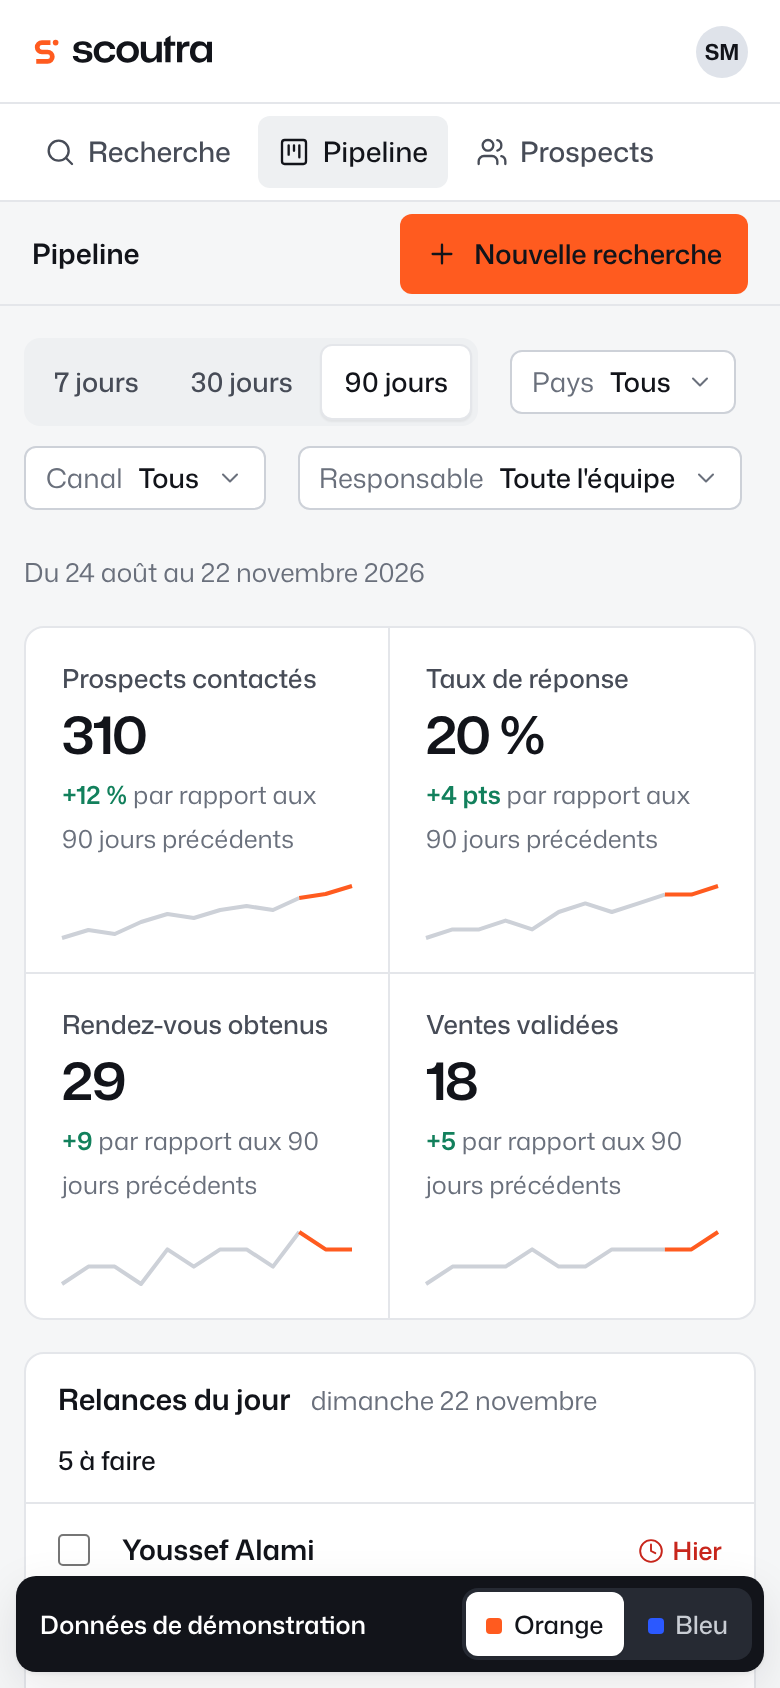 scoutra
SM
Recherche
Pipeline
Prospects
Pipeline
Nouvelle recherche
7 jours
30 jours
90 jours
Pays Tous
Canal Tous
Responsable Toute l'équipe
Du 24 août au 22 novembre 2026
Prospects contactés
310
+12 % par rapport aux
90 jours précédents
Taux de réponse
20 %
+4 pts par rapport aux
90 jours précédents
Rendez-vous obtenus
29
+9 par rapport aux 90
jours précédents
Ventes validées
18
+5 par rapport aux 90
jours précédents
Relances du jour dimanche 22 novembre
5 à faire
Youssef Alami
Hier
Données de démonstration
Orange
Bleu